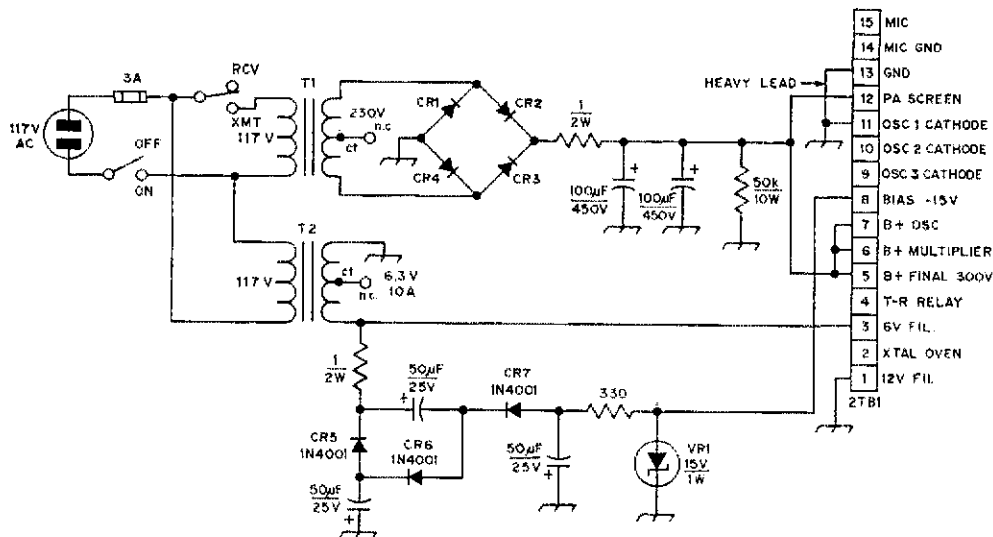 3A
117V
AC
RCV
XMT
OFF
ON
T1
117V
230V
ct
n.c.
CR1
CR2
CR4
CR3
1
2W
100µF
450V
100µF
450V
50k
10W
HEAVY LEAD
T2
117V
ct
n.c.
6.3V
10A
1
2W
50µF
25V
CR5
1N4001
CR6
1N4001
CR7
1N4001
50µF
25V
50µF
25V
330
VR1
15V
1W
15 MIC
14 MIC GND
13 GND
12 PA SCREEN
11 OSC 1 CATHODE
10 OSC 2 CATHODE
9 OSC 3 CATHODE
8 BIAS -15V
7 B+ OSC
6 B+ MULTIPLIER
5 B+ FINAL 300V
4 T-R RELAY
3 6V FIL.
2 XTAL OVEN
1 12V FIL
2TB1